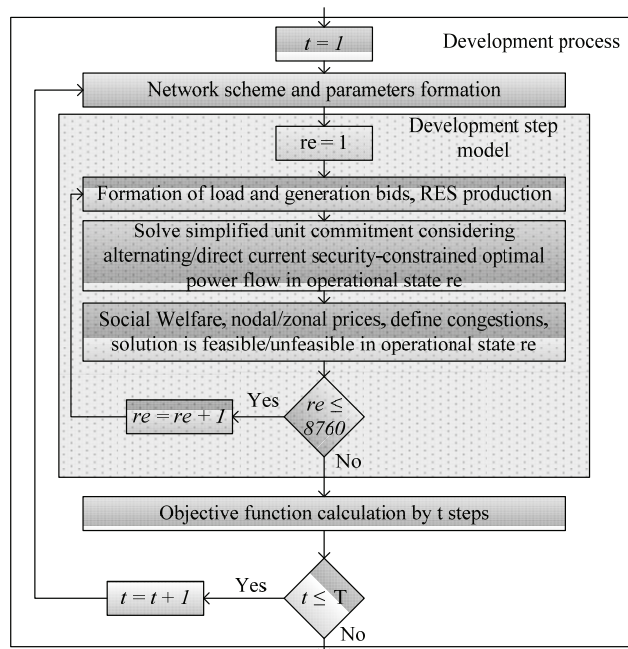 t = 1
Development process
Network scheme and parameters formation
Development step
model
re = 1
Formation of load and generation bids, RES production
Solve simplified unit commitment considering
alternating/direct current security-constrained optimal
power flow in operational state re
Social Welfare, nodal/zonal prices, define congestions,
solution is feasible/unfeasible in operational state re
re = re + 1
Yes
re ≤
8760
No
Objective function calculation by t steps
t = t + 1
Yes
t ≤ T
No